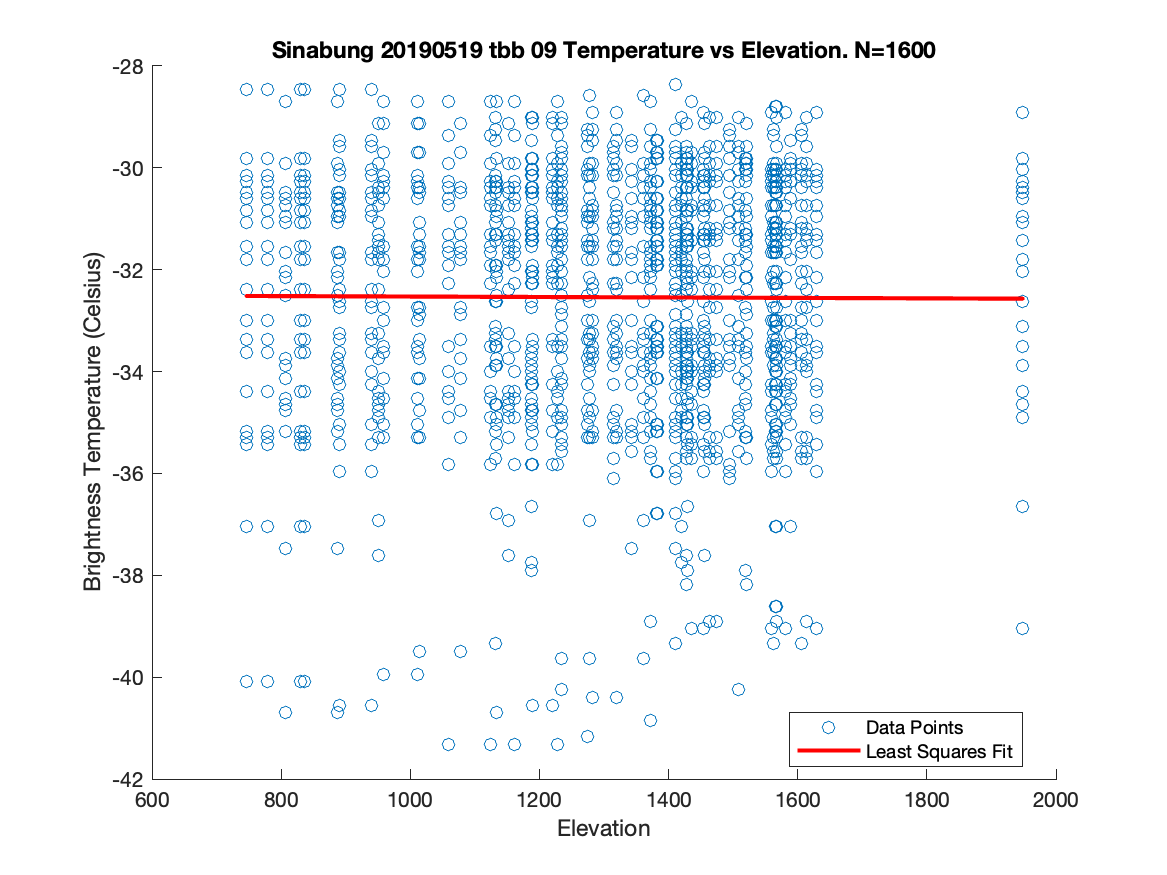 Sinabung 20190519 tbb 09 Temperature vs Elevation. N=1600
-28
-30
-32
-34
-36
-38
-40
-42
Brightness Temperature (Celsius)
600 800 1000 1200 1400 1600 1800 2000
Elevation
Data Points
Least Squares Fit